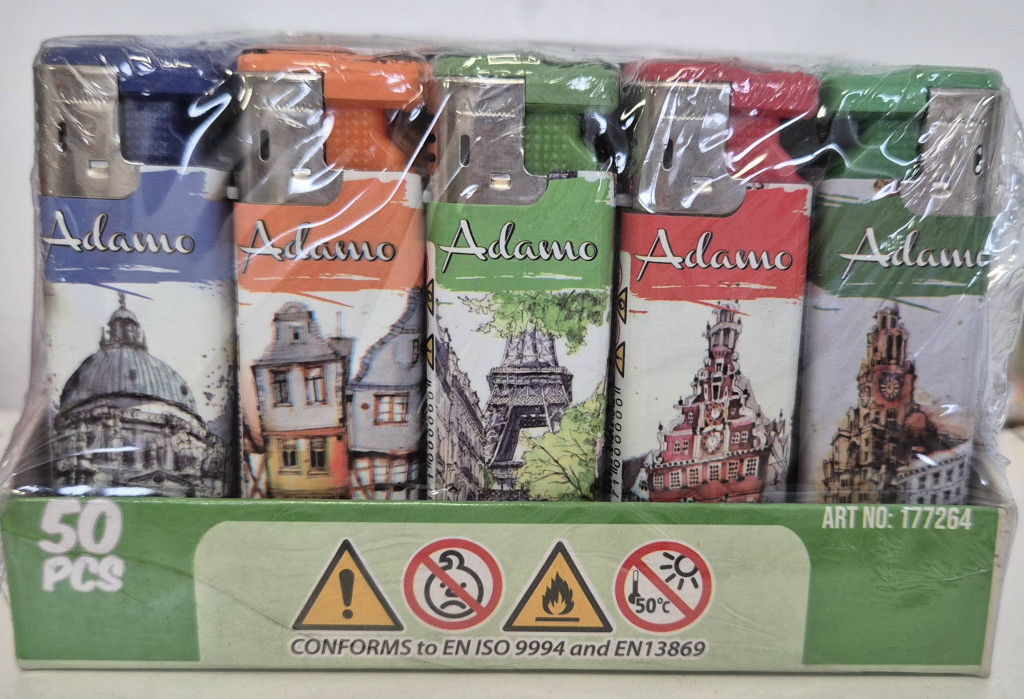 Adamo
Adamo
Adamo
Adamo
Adamo
50
PCS
ART NO: 177264
50°C
CONFORMS to EN ISO 9994 and EN13869